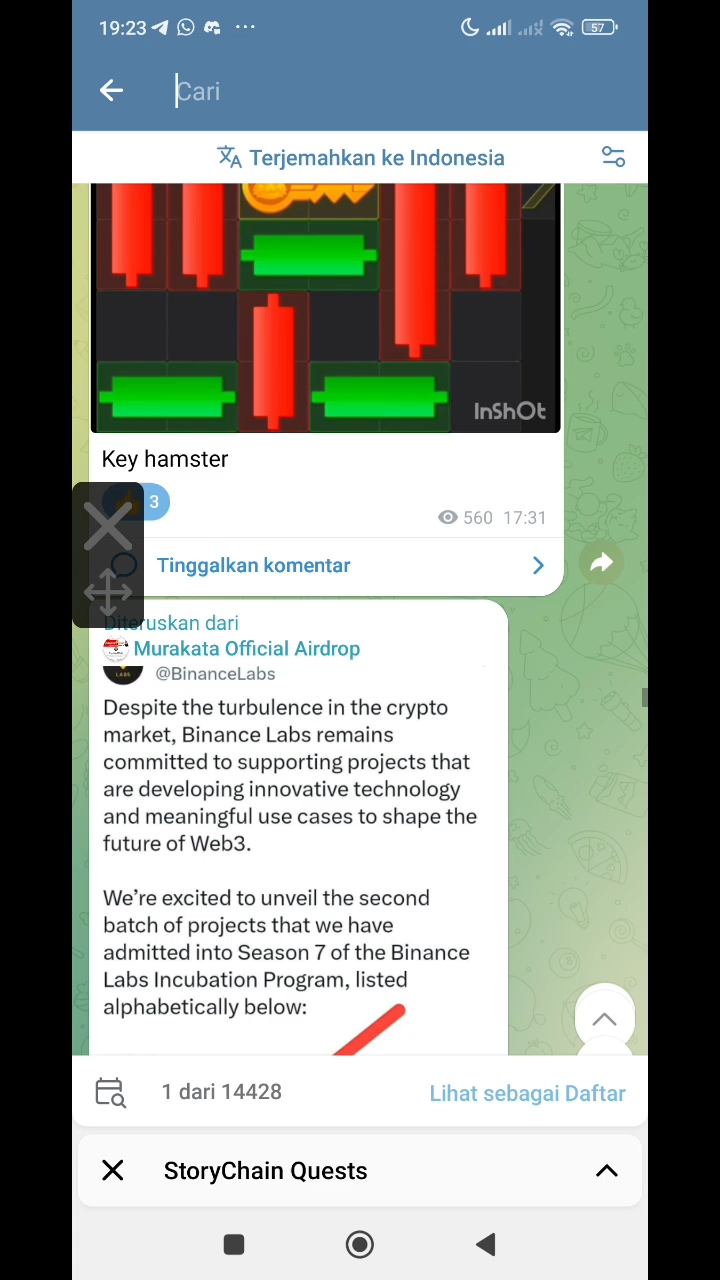 19:23
57
Cari
Terjemahkan ke Indonesia
InShOt
Key hamster
3
560 17:31
Tinggalkan komentar
Diteruskan dari
Murakata Official Airdrop
LABS
@BinanceLabs
Despite the turbulence in the crypto
market, Binance Labs remains
committed to supporting projects that
are developing innovative technology
and meaningful use cases to shape the
future of Web3.
We’re excited to unveil the second
batch of projects that we have
admitted into Season 7 of the Binance
Labs Incubation Program, listed
alphabetically below:
1 dari 14428
Lihat sebagai Daftar
StoryChain Quests